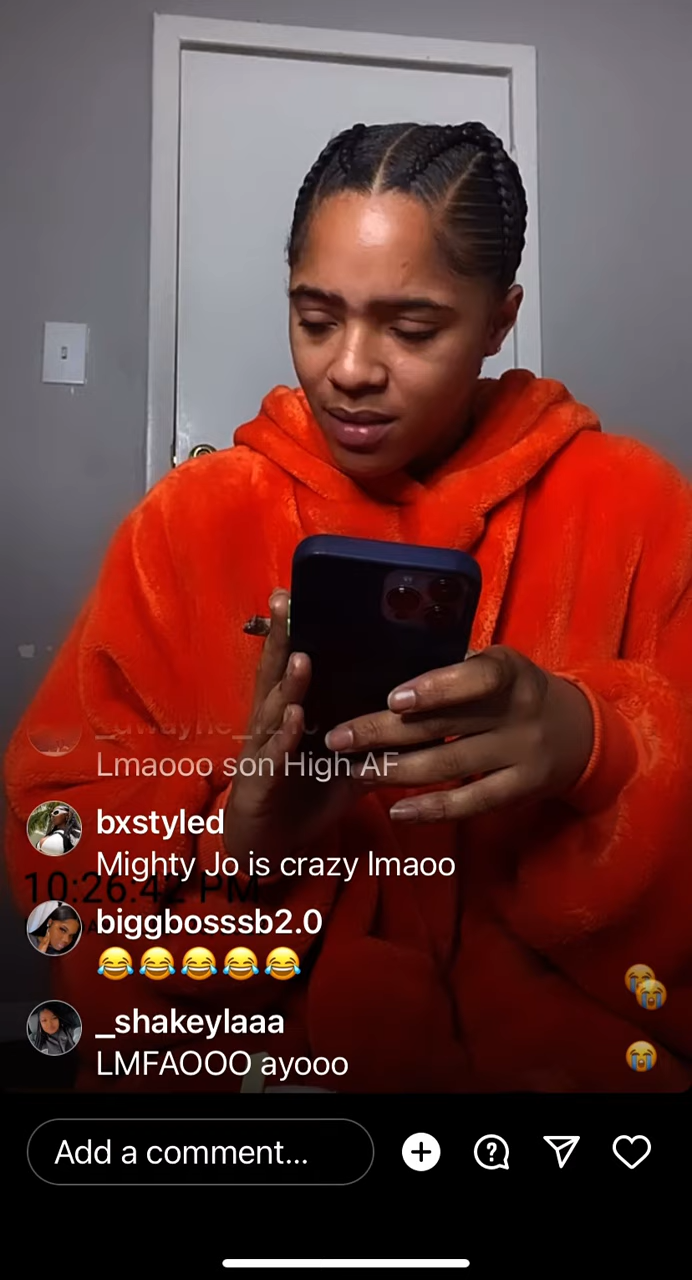 Lmaooo son High AF
bxstyled
Mighty Jo is crazy lmaoo
10:26:42 PM
biggbosssb2.0
😂😂😂😂😂
_shakeylaaa
LMFAOOO ayooo
Add a comment...